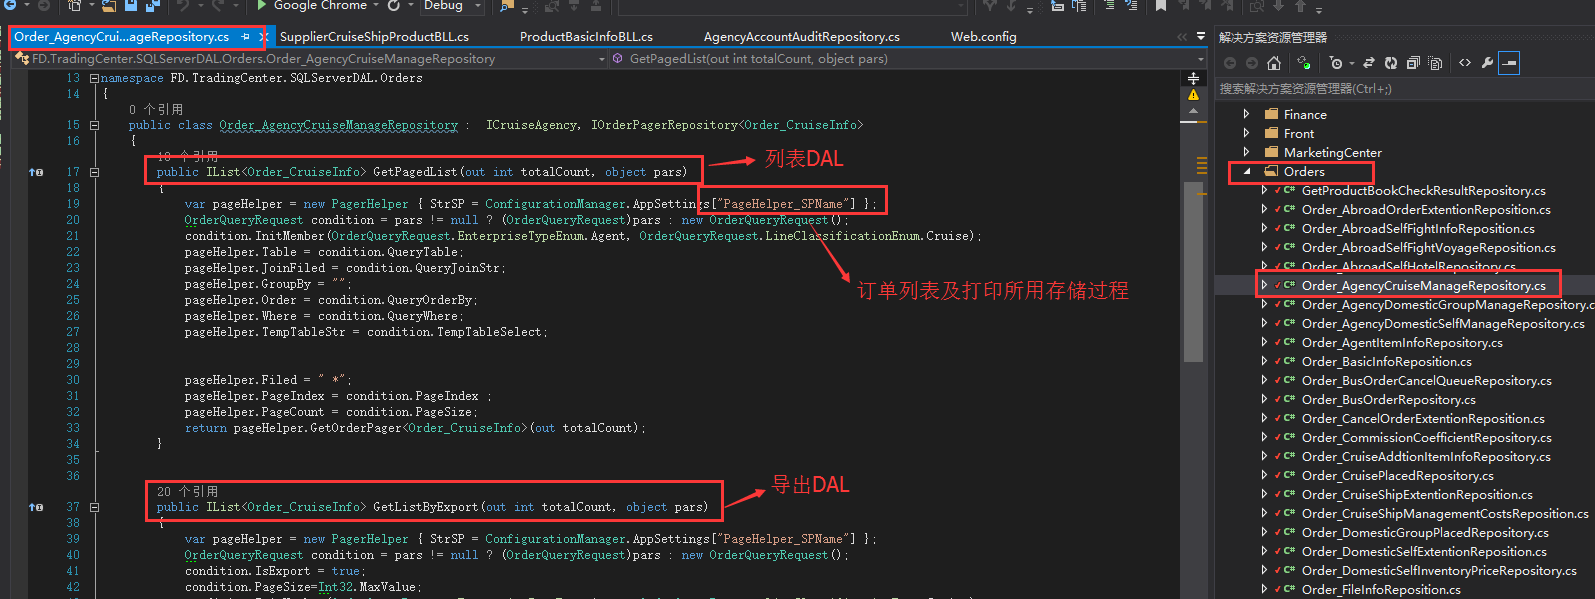 Google Chrome
Debug
Order_AgencyCrui...ageRepository.cs
SupplierCruiseShipProductBLL.cs
ProductBasicInfoBLL.cs
AgencyAccountAuditRepository.cs
Web.config
FD.TradingCenter.SQLServerDAL.Orders.Order_AgencyCruiseManageRepository
GetPagedList(out int totalCount, object pars)
13 namespace FD.TradingCenter.SQLServerDAL.Orders
14 {
0 个引用
15 public class Order_AgencyCruiseManageRepository : ICruiseAgency, IOrderPagerRepository<Order_CruiseInfo>
16 {
个引用
17 public IList<Order_CruiseInfo> GetPagedList(out int totalCount, object pars)
列表DAL
18 {
19 var pageHelper = new PagerHelper { StrSP = ConfigurationManager.AppSettings["PageHelper_SPName"] };
20 OrderQueryRequest condition = pars != null ? (OrderQueryRequest)pars : new OrderQueryRequest();
21 condition.InitMember(OrderQueryRequest.EnterpriseTypeEnum.Agent, OrderQueryRequest.LineClassificationEnum.Cruise);
22 pageHelper.Table = condition.QueryTable;
23 pageHelper.JoinFiled = condition.QueryJoinStr;
24 pageHelper.GroupBy = "";
订单列表及打印所用存储过程
25 pageHelper.Order = condition.QueryOrderBy;
26 pageHelper.Where = condition.QueryWhere;
27 pageHelper.TempTableStr = condition.TempTableSelect;
28
29
30 pageHelper.Filed = " *";
31 pageHelper.PageIndex = condition.PageIndex ;
32 pageHelper.PageCount = condition.PageSize;
33 return pageHelper.GetOrderPager<Order_CruiseInfo>(out totalCount);
34 }
35
36
20 个引用
导出DAL
37 public IList<Order_CruiseInfo> GetListByExport(out int totalCount, object pars)
38 {
39 var pageHelper = new PagerHelper { StrSP = ConfigurationManager.AppSettings["PageHelper_SPName"] };
40 OrderQueryRequest condition = pars != null ? (OrderQueryRequest)pars : new OrderQueryRequest();
41 condition.IsExport = true;
42 condition.PageSize=Int32.MaxValue;
解决方案资源管理器
搜索解决方案资源管理器(Ctrl+;)
Finance
Front
MarketingCenter
Orders
GetProductBookCheckResultRepository.cs
Order_AbroadOrderExtentionReposition.cs
Order_AbroadSelfFightInfoReposition.cs
Order_AbroadSelfFightVoyageReposition.cs
Order_AbroadSelfHotelRepository.cs
Order_AgencyCruiseManageRepository.cs
Order_AgencyDomesticGroupManageRepository.c
Order_AgencyDomesticSelfManageRepository.cs
Order_AgentItemInfoRepository.cs
Order_BasicInfoReposition.cs
Order_BusOrderCancelQueueRepository.cs
Order_BusOrderRepository.cs
Order_CancelOrderExtentionRepository.cs
Order_CommissionCoefficientRepository.cs
Order_CruiseAddtionItemInfoRepository.cs
Order_CruisePlacedRepository.cs
Order_CruiseShipExtentionRepository.cs
Order_CruiseShipManagementCostsRepository.cs
Order_DomesticGroupPlacedRepository.cs
Order_DomesticSelfExtentionRepository.cs
Order_DomesticSelfInventoryPriceRepository.cs
Order_FileInfoReposition.cs